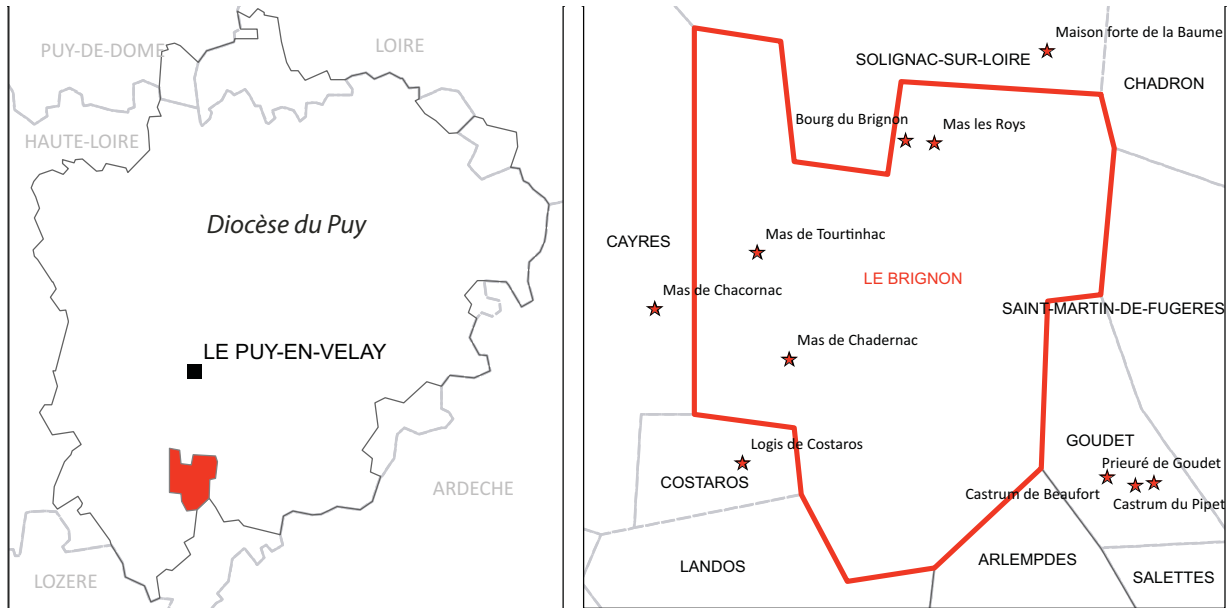 PUY-DE-DOME
LOIRE
HAUTE-LOIRE
Diocèse du Puy
LE PUY-EN-VELAY
ARDECHE
LOZERE
Maison forte de la Baume
SOLIGNAC-SUR-LOIRE
CHADRON
Bourg du Brignon
Mas les Roys
CAYRES
Mas de Tourtinhac
LE BRIGNON
Mas de Chacornac
SAINT-MARTIN-DE-FUGERES
Mas de Chadernac
Logis de Costaros
COSTAROS
GOUDET
Prieuré de Goudet
Castrum de Beaufort
Castrum du Pipet
LANDOS
ARLEMPDES
SALETTES